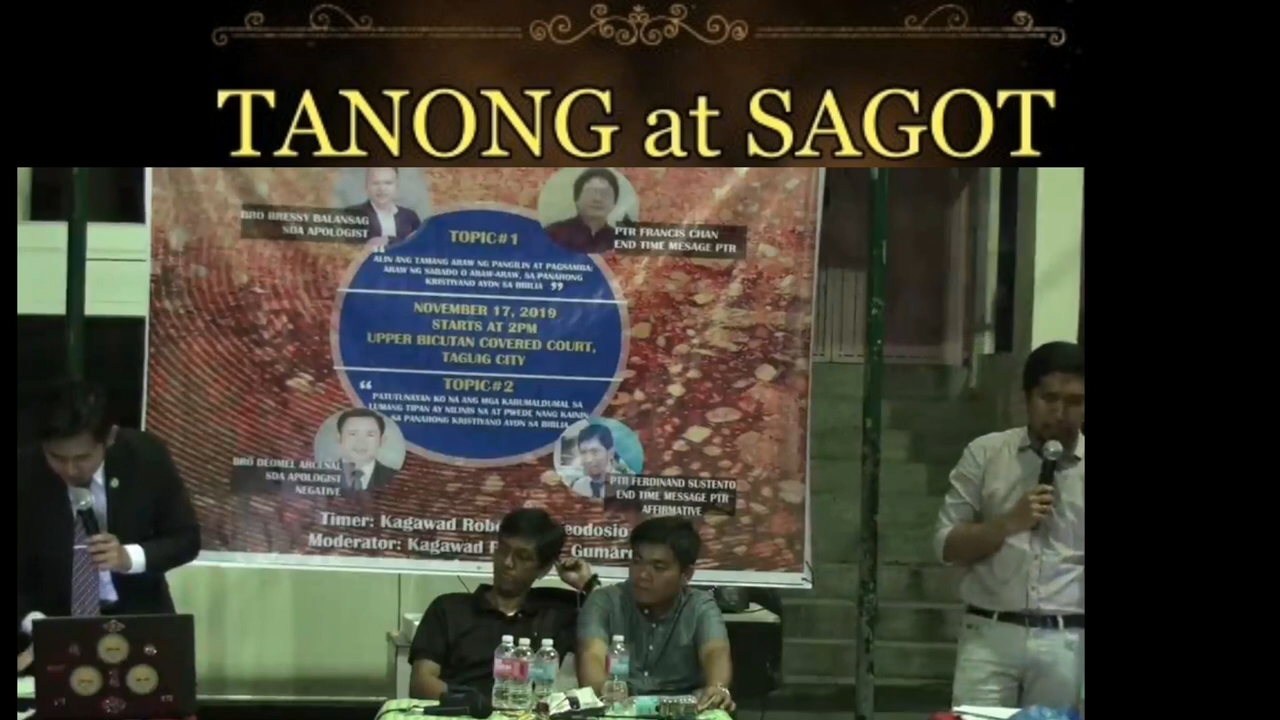 TANONG at SAGOT
BRO BRESSY BALANSAG
SDA APOLOGIST
PTR FRANCIS CHAN
END TIME MESAGE PTR
TOPIC#1
“ ALIN ANG TAMANG ARAW NG PANGILIN AT PAGSAMBA:
ARAW NG SABADO O ARAW-ARAW, SA PANAHONG
KRISTIYANO AYON SA BIBLIA ”
NOVEMBER 17, 2019
STARTS AT 2PM
UPPER BICUTAN COVERED COURT,
TAGUIG CITY
TOPIC#2
“ PATUTUNAYAN KO NA ANG MGA KARUMALDUMAL SA
LUMANG TIPAN AY NILINIS NA AT PWEDE NANG KAININ
SA PANAHONG KRISTIYANO AYON SA BIBLIA
BRO DEOMEL ARCENAL
SDA APOLOGIST
NEGATIVE
PTR FERDINAND SUSTENTO
END TIME MESSAGE PTR
AFFIRMATIVE
Timer: Kagawad Rob eodosio
Moderator: Kagawad Gumar